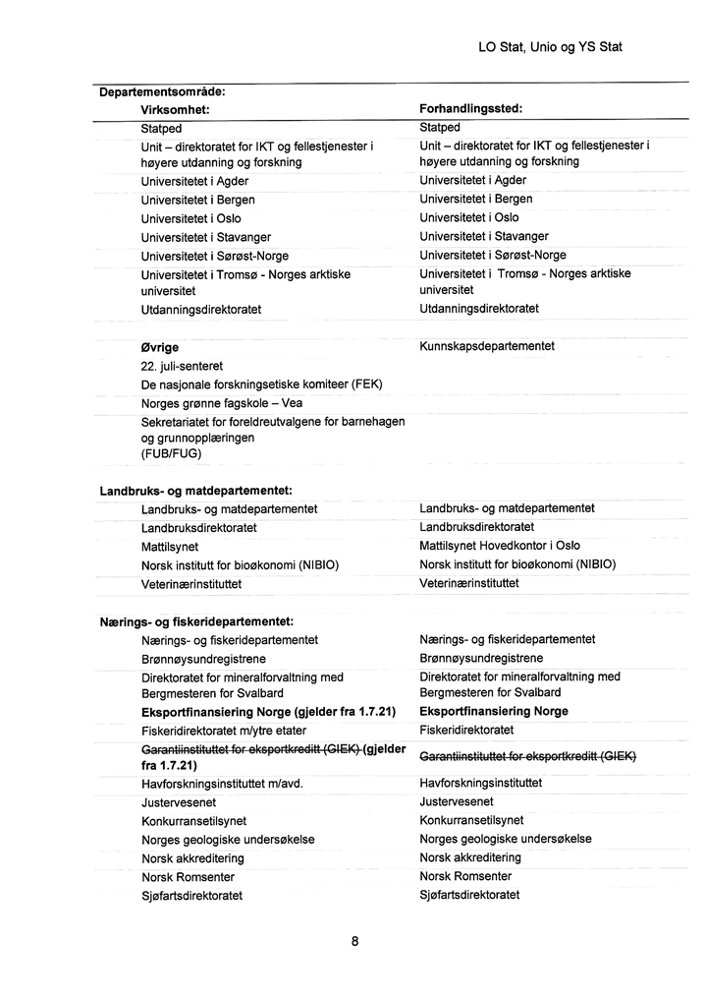 LO Stat, Unio og YS Stat
Departementsområde:
Virksomhet: Forhandlingssted:
Statped Statped
Unit – direktoratet for IKT og fellestjenester i Unit – direktoratet for IKT og fellestjenester i
høyere utdanning og forskning høyere utdanning og forskning
Universitetet i Agder Universitetet i Agder
Universitetet i Bergen Universitetet i Bergen
Universitetet i Oslo Universitetet i Oslo
Universitetet i Stavanger Universitetet i Stavanger
Universitetet i Sørøst-Norge Universitetet i Sørøst-Norge
Universitetet i Tromsø - Norges arktiske Universitetet i Tromsø - Norges arktiske
universitet universitet
Utdanningsdirektoratet Utdanningsdirektoratet
Øvrige Kunnskapsdepartementet
22. juli-senteret
De nasjonale forskningsetiske komiteer (FEK)
Norges grønne fagskole – Vea
Sekretariatet for foreldreutvalgene for barnehagen
og grunnopplæringen
(FUB/FUG)
Landbruks- og matdepartementet:
Landbruks- og matdepartementet Landbruks- og matdepartementet
Landbruksdirektoratet Landbruksdirektoratet
Mattilsynet Mattilsynet Hovedkontor i Oslo
Norsk institutt for bioøkonomi (NIBIO) Norsk institutt for bioøkonomi (NIBIO)
Veterinærinstituttet Veterinærinstituttet
Nærings- og fiskeridepartementet:
Nærings- og fiskeridepartementet Nærings- og fiskeridepartementet
Brønnøysundregistrene Brønnøysundregistrene
Direktoratet for mineralforvaltning med Direktoratet for mineralforvaltning med
Bergmesteren for Svalbard Bergmesteren for Svalbard
Eksportfinansiering Norge (gjelder fra 1.7.21) Eksportfinansiering Norge
Fiskeridirektoratet m/ytre etater Fiskeridirektoratet
Garantiinstituttet for eksportkreditt (GIEK) (gjelder Garantiinstituttet for eksportkreditt (GIEK)
fra 1.7.21)
Havforskningsinstituttet m/avd. Havforskningsinstituttet
Justervesenet Justervesenet
Konkurransetilsynet Konkurransetilsynet
Norges geologiske undersøkelse Norges geologiske undersøkelse
Norsk akkreditering Norsk akkreditering
Norsk Romsenter Norsk Romsenter
Sjøfartsdirektoratet Sjøfartsdirektoratet
8